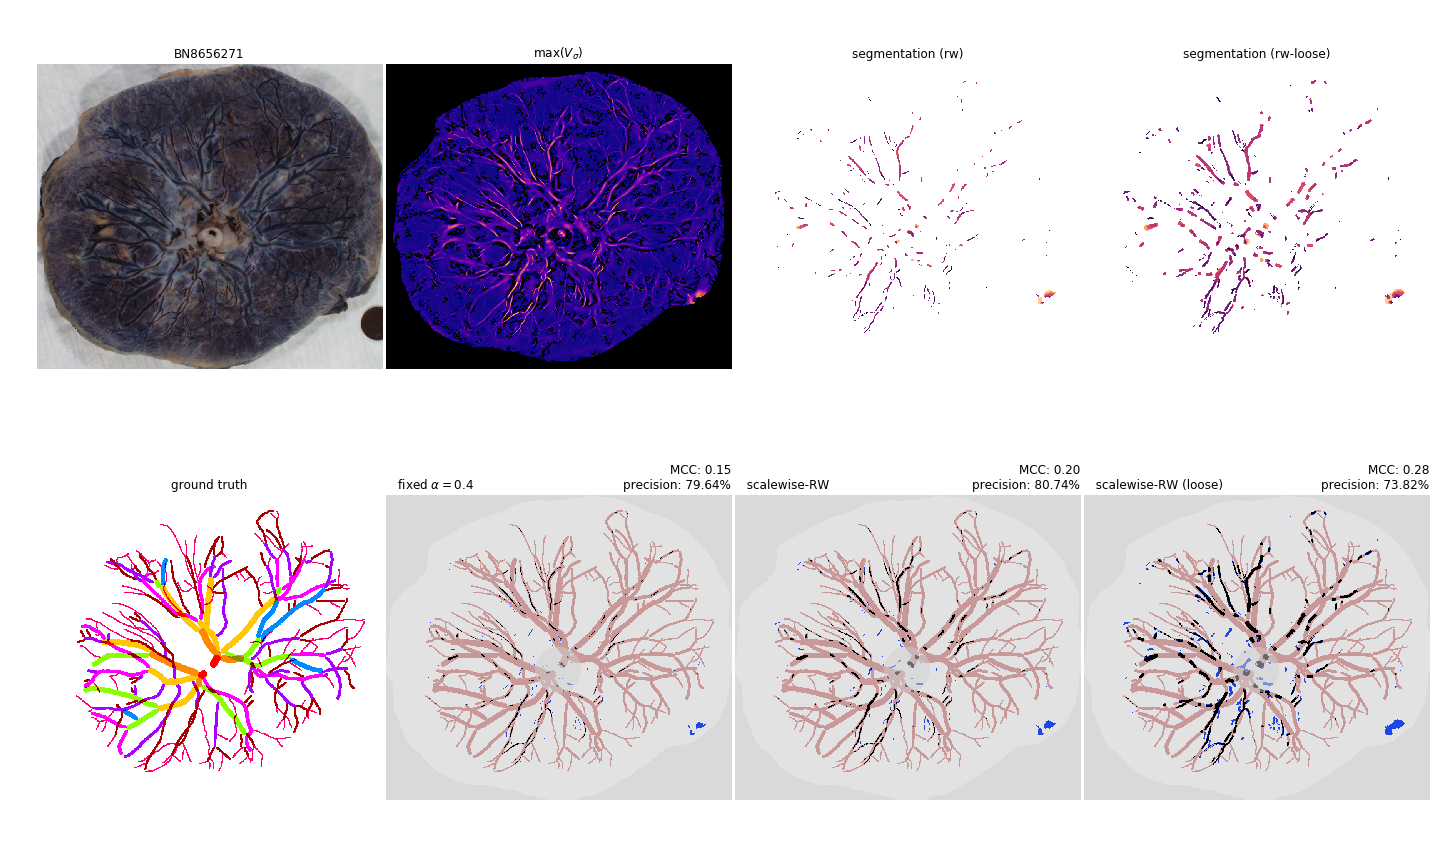 BN8656271
max(Vσ)
segmentation (rw)
segmentation (rw-loose)
ground truth
fixed α = 0.4
MCC: 0.15
precision: 79.64%
scalewise-RW
MCC: 0.20
precision: 80.74%
scalewise-RW (loose)
MCC: 0.28
precision: 73.82%